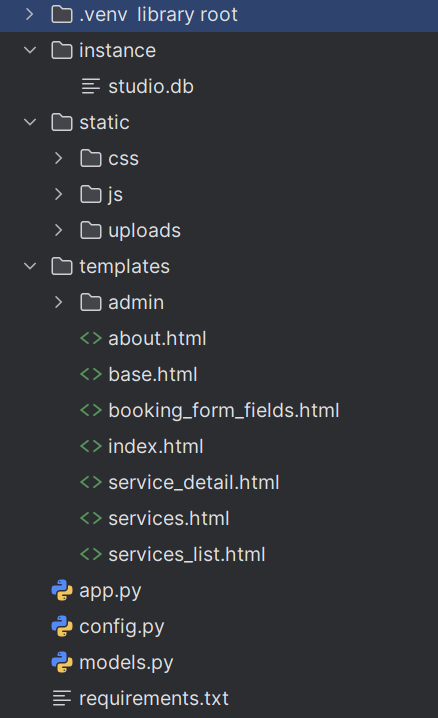 .venv library root
instance
studio.db
static
css
js
uploads
templates
admin
about.html
base.html
booking_form_fields.html
index.html
service_detail.html
services.html
services_list.html
app.py
config.py
models.py
requirements.txt